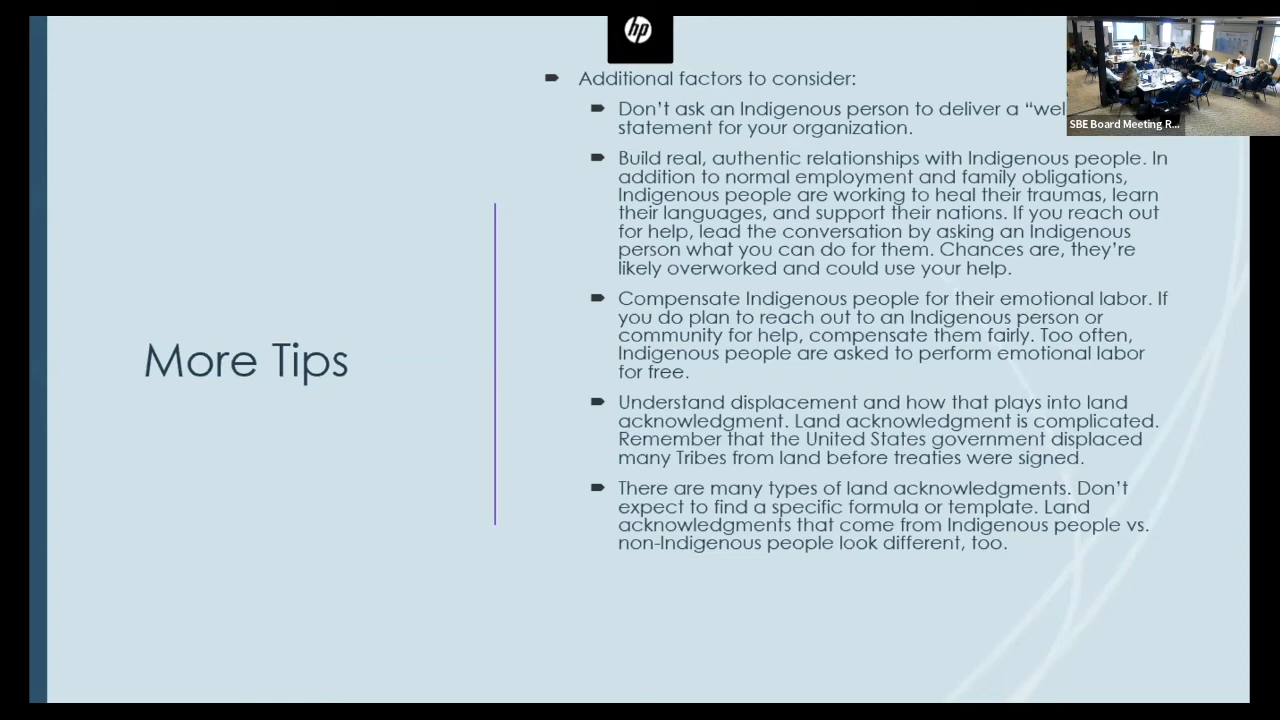 hp
Additional factors to consider:
Don't ask an Indigenous person to deliver a "wel
statement for your organization.
SBE Board Meeting R...
Build real, authentic relationships with Indigenous people. In
addition to normal employment and family obligations,
Indigenous people are working to heal their traumas, learn
their languages, and support their nations. If you reach out
for help, lead the conversation by asking an Indigenous
person what you can do for them. Chances are, they're
likely overworked and could use your help.
Compensate Indigenous people for their emotional labor. If
you do plan to reach out to an Indigenous person or
community for help, compensate them fairly. Too often,
Indigenous people are asked to perform emotional labor
for free.
More Tips
Understand displacement and how that plays into land
acknowledgment. Land acknowledgment is complicated.
Remember that the United States government displaced
many Tribes from land before treaties were signed.
There are many types of land acknowledgments. Don't
expect to find a specific formula or template. Land
acknowledgments that come from Indigenous people vs.
non-Indigenous people look different, too.